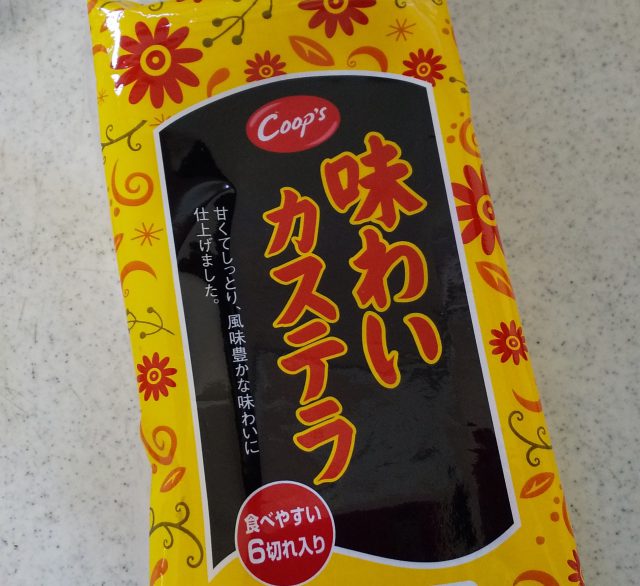 Coop's
味わい
カステラ
甘くてしっとり、風味豊かな味わいに
仕上げました。
食べやすい
6切れ入り